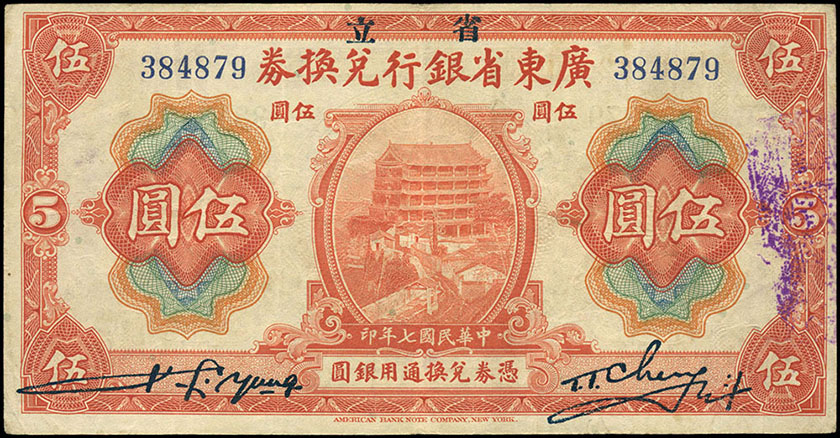 立 省
384879 券換兌行銀省東廣 384879
圓伍 圓伍
伍 伍
圓伍 圓伍
5 5
印年七國民華中
圓銀用通換兌券憑
伍 伍
T.T. Cheng
AMERICAN BANK NOTE COMPANY, NEW YORK.